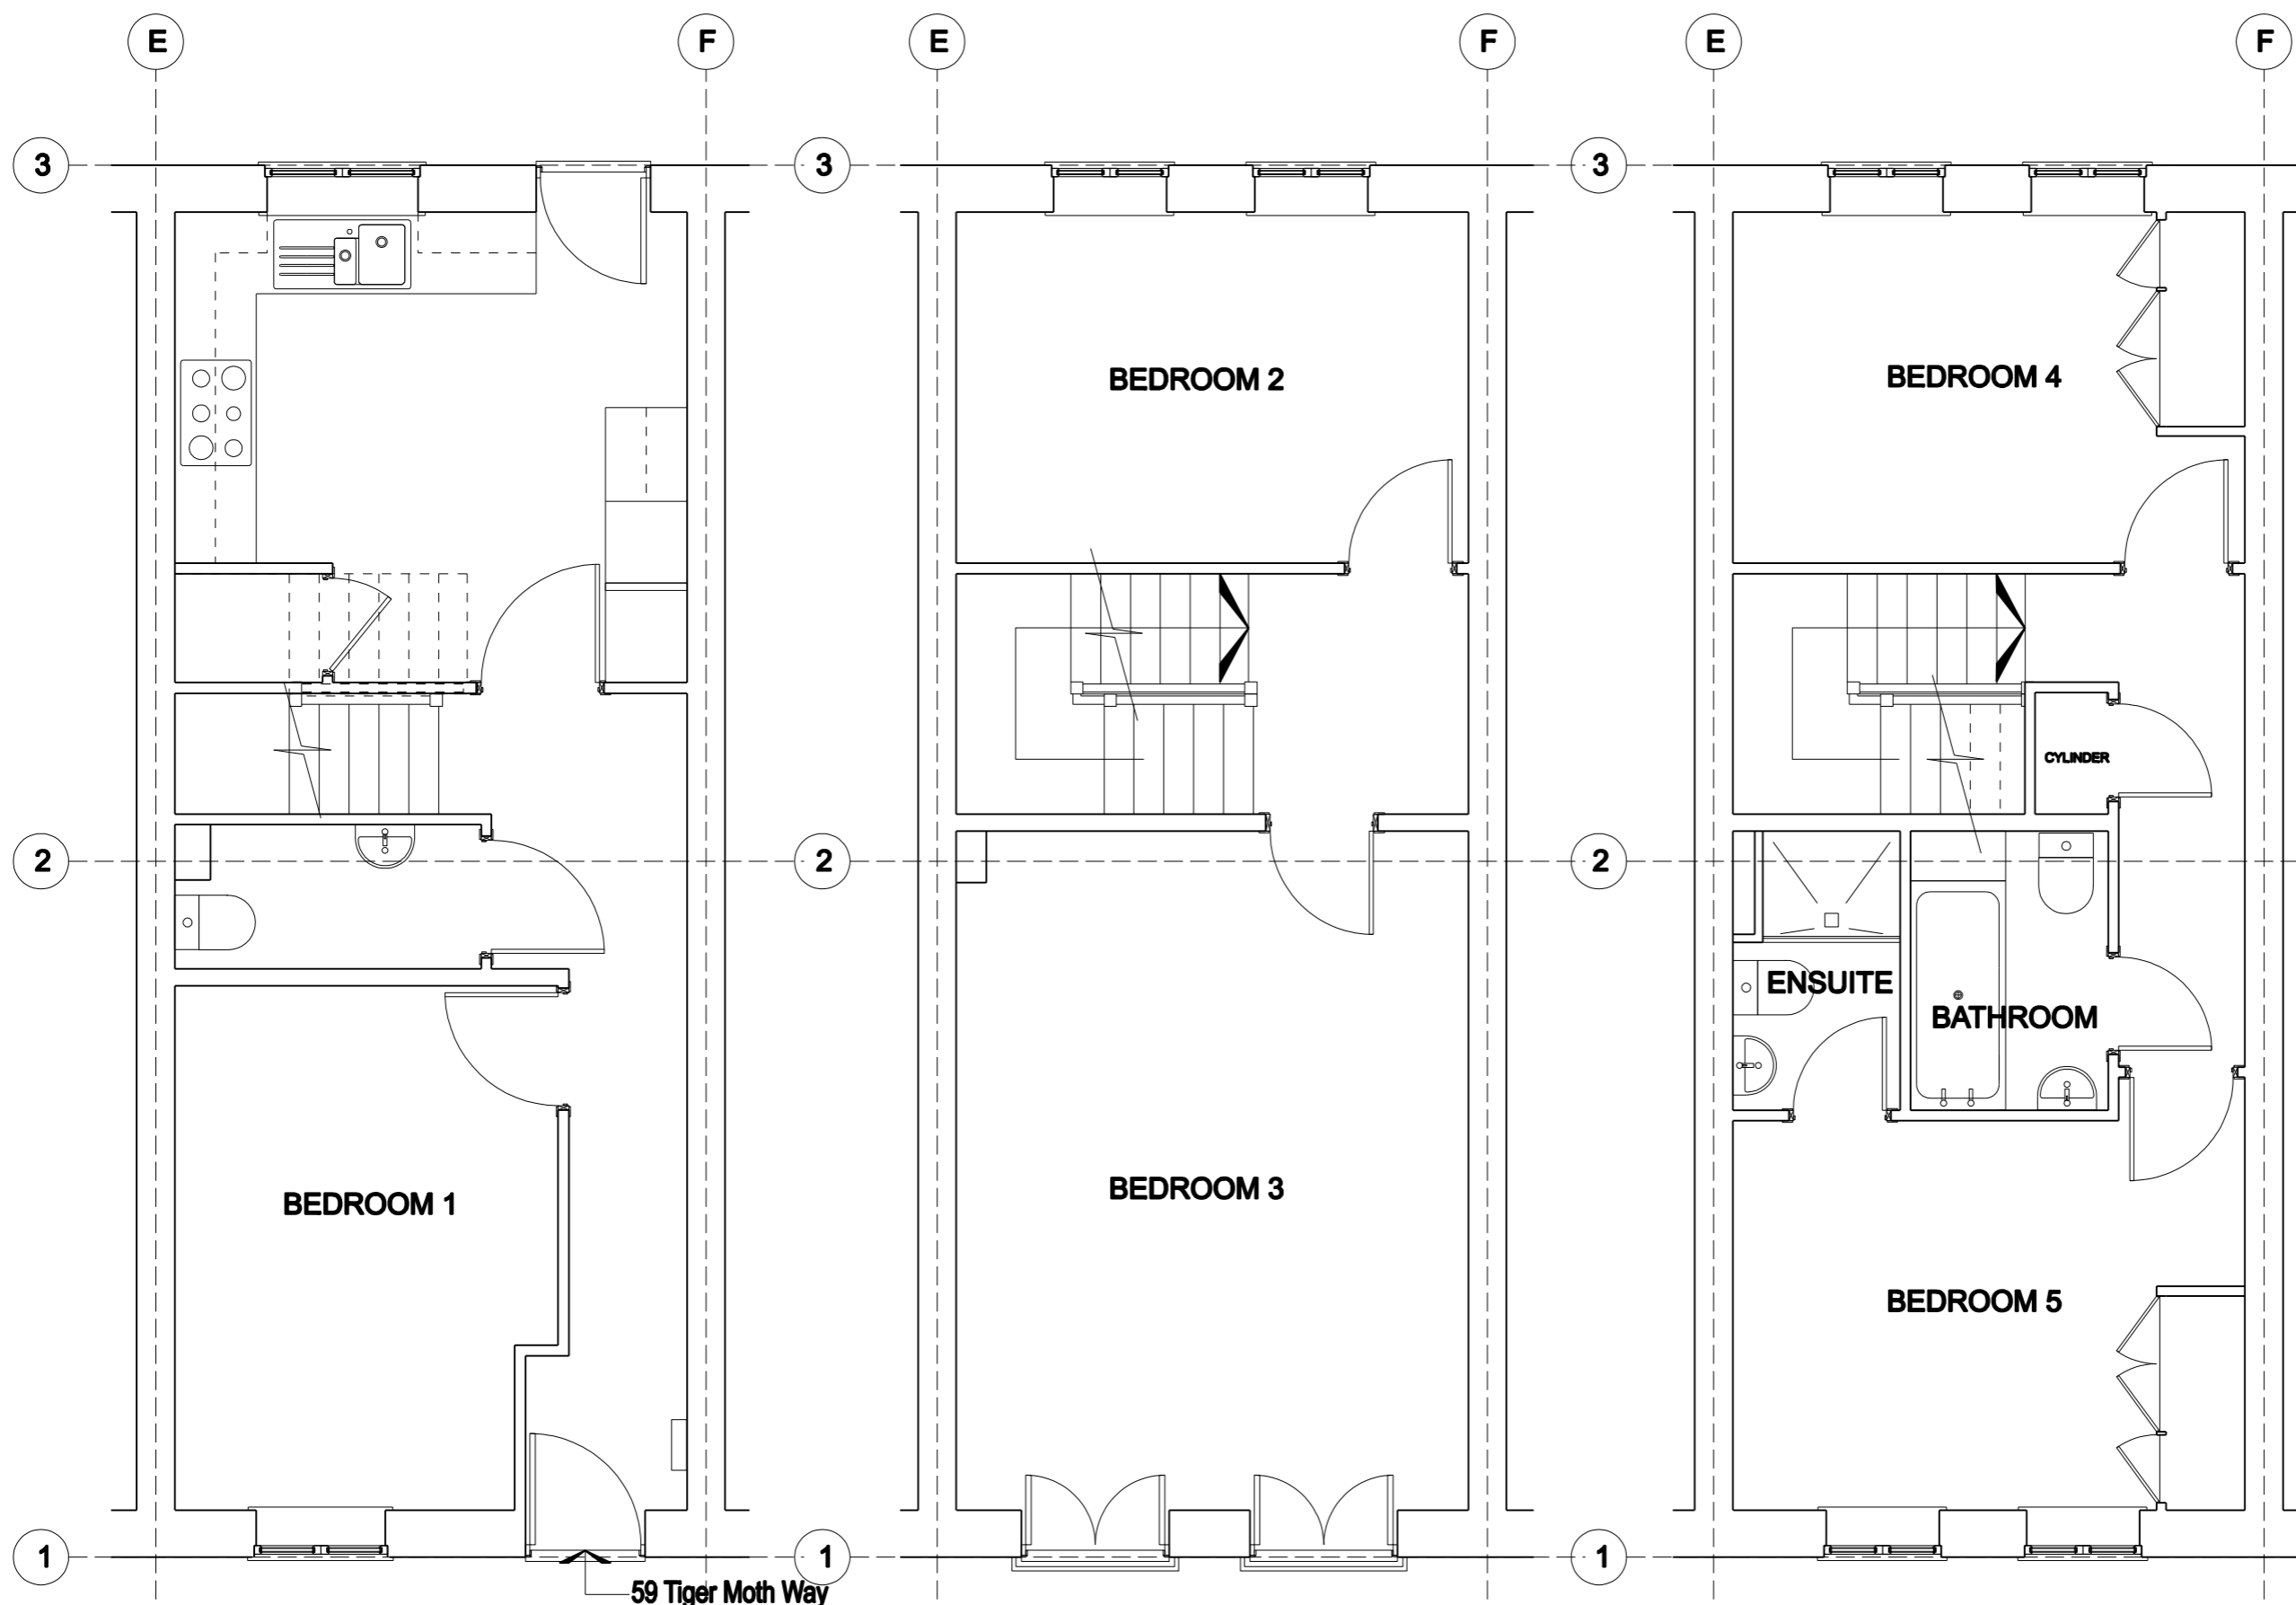 E F E F E F
3 3 3
BEDROOM 2 BEDROOM 4
CYLINDER
2 2 2
ENSUITE
BATHROOM
BEDROOM 1 BEDROOM 3
BEDROOM 5
1 1 1
59 Tiger Moth Way